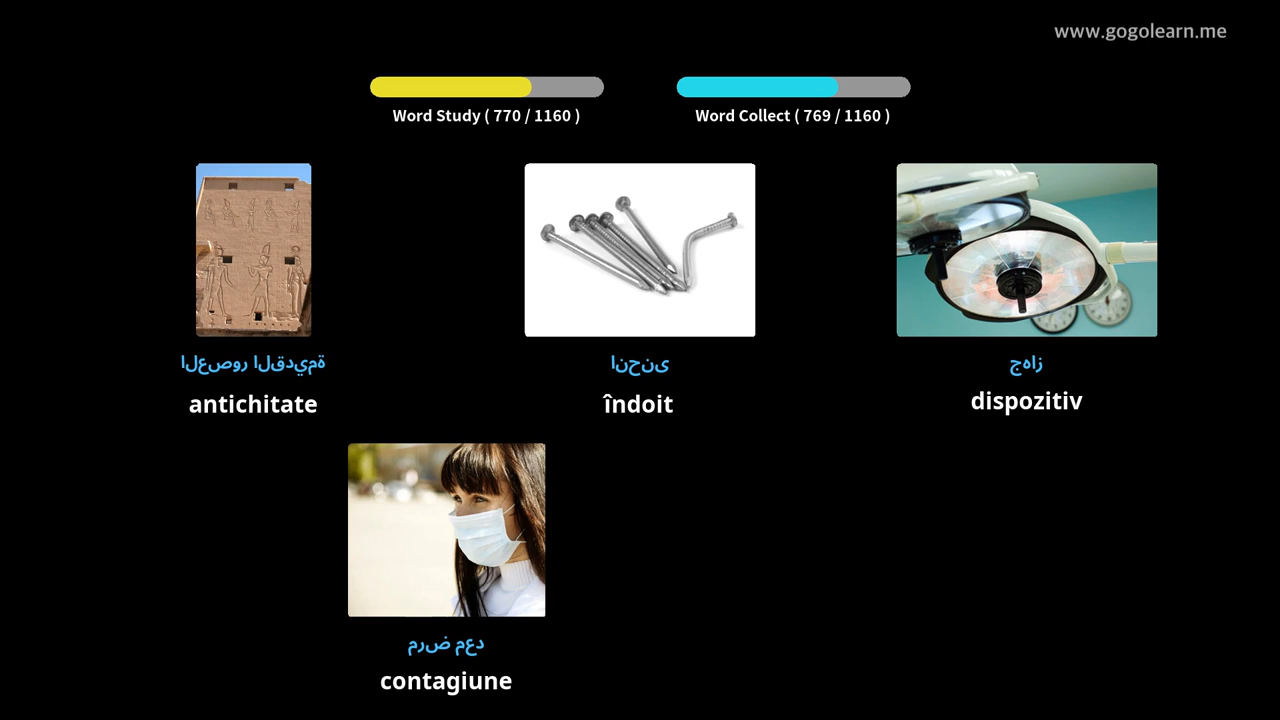 www.gogolearn.me
Word Study ( 770 / 1160 )
Word Collect ( 769 / 1160 )
العصور القديمة
antichitate
انحنى
îndoit
جهاز
dispozitiv
مرض معد
contagiune